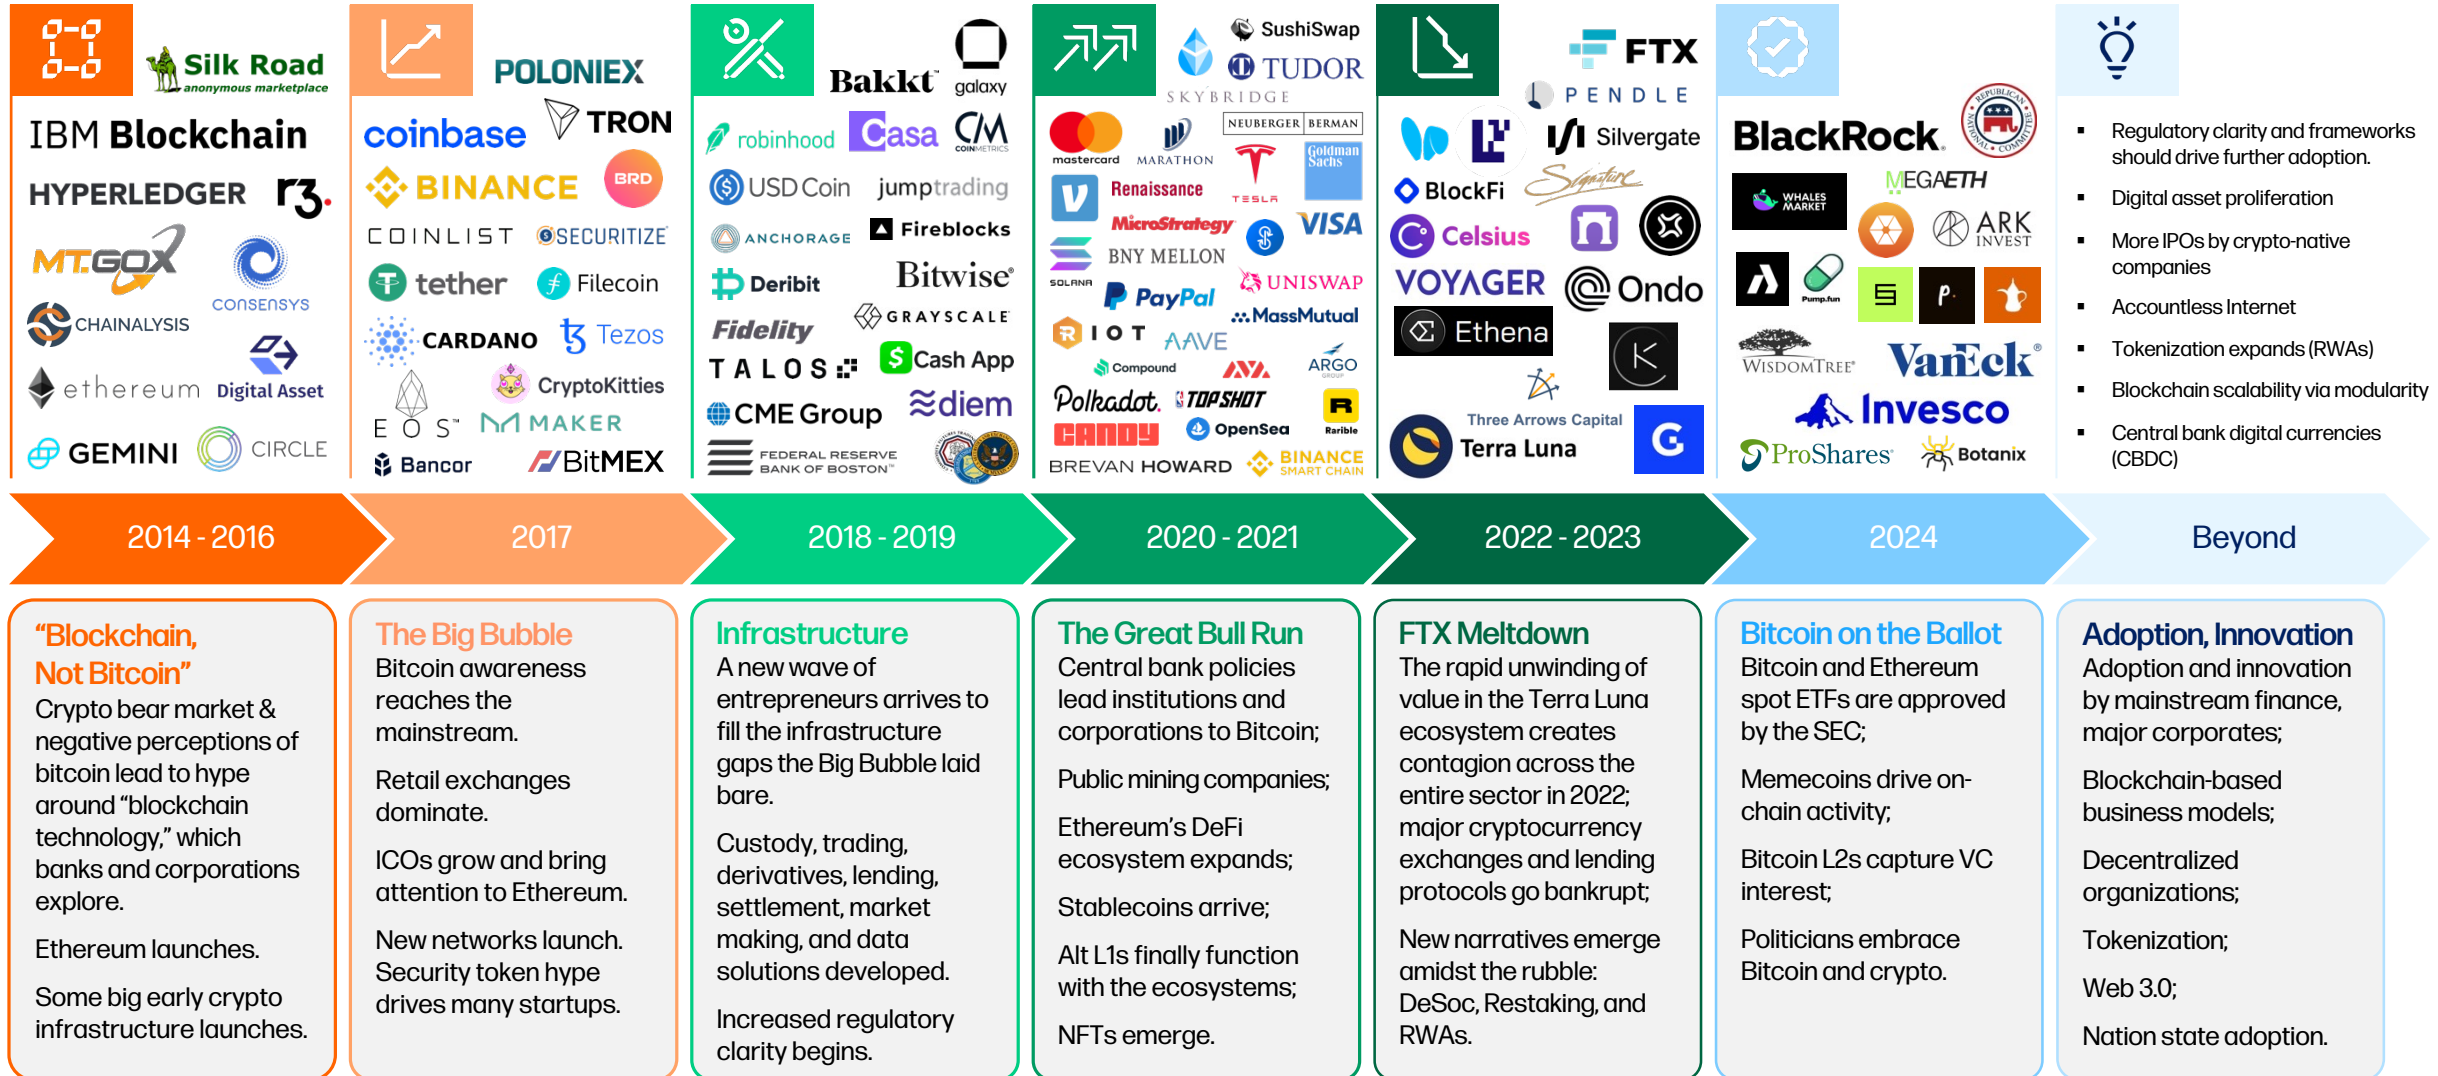 Silk Road
anonymous marketplace
IBM Blockchain
HYPERLEDGER
r3.
MT.GOX
CONSENSYS
CHAINALYSIS
ethereum
Digital Asset
GEMINI
CIRCLE
POLONIEX
coinbase
TRON
BINANCE
BRD
COINLIST
SECURITIZE
tether
Filecoin
CARDANO
Tezos
CryptoKitties
EOS™
MAKER
Bancor
BitMEX
Bakkt™
galaxy
robinhood
Casa
CM
COINMETRICS
USD Coin
jumptrading
ANCHORAGE
Fireblocks
Deribit
Bitwise®
Fidelity
GRAYSCALE
TALOS
Cash App
CME Group
diem
FEDERAL RESERVE
BANK OF BOSTON™
SushiSwap
TUDOR
SKYBRIDGE
mastercard
MARATHON
NEUBERGER BERMAN
Renaissance
TESLA
Goldman
Sachs
MicroStrategy
VISA
SOLANA
BNY MELLON
UNISWAP
PayPal
MassMutual
RIOT
AAVE
Compound
AVA
ARGO
GROUP
Polkadot.
TOP SHOT
R
Rarible
CANDY
OpenSea
BREVAN HOWARD
BINANCE
SMART CHAIN
FTX
PENDLE
Silvergate
BlockFi
Signature
Celsius
VOYAGER
Ondo
Ethena
Three Arrows Capital
Terra Luna
G
BlackRock.
REPUBLICAN
NATIONAL COMMITTEE
MEGAETH
WHALES
MARKET
ARK
INVEST
Pump.fun
P.
WISDOMTREE®
VanEck®
Invesco
ProShares®
Botanix
▪ Regulatory clarity and frameworks
should drive further adoption.
▪ Digital asset proliferation
▪ More IPOs by crypto-native
companies
▪ Accountless Internet
▪ Tokenization expands (RWAs)
▪ Blockchain scalability via modularity
▪ Central bank digital currencies
(CBDC)
2014 - 2016
2017
2018 - 2019
2020 - 2021
2022 - 2023
2024
Beyond
“Blockchain,
Not Bitcoin”
Crypto bear market &
negative perceptions of
bitcoin lead to hype
around “blockchain
technology,” which
banks and corporations
explore.
Ethereum launches.
Some big early crypto
infrastructure launches.
The Big Bubble
Bitcoin awareness
reaches the
mainstream.
Retail exchanges
dominate.
ICOs grow and bring
attention to Ethereum.
New networks launch.
Security token hype
drives many startups.
Infrastructure
A new wave of
entrepreneurs arrives to
fill the infrastructure
gaps the Big Bubble laid
bare.
Custody, trading,
derivatives, lending,
settlement, market
making, and data
solutions developed.
Increased regulatory
clarity begins.
The Great Bull Run
Central bank policies
lead institutions and
corporations to Bitcoin;
Public mining companies;
Ethereum’s DeFi
ecosystem expands;
Stablecoins arrive;
Alt L1s finally function
with the ecosystems;
NFTs emerge.
FTX Meltdown
The rapid unwinding of
value in the Terra Luna
ecosystem creates
contagion across the
entire sector in 2022;
major cryptocurrency
exchanges and lending
protocols go bankrupt;
New narratives emerge
amidst the rubble:
DeSoc, Restaking, and
RWAs.
Bitcoin on the Ballot
Bitcoin and Ethereum
spot ETFs are approved
by the SEC;
Memecoins drive on-
chain activity;
Bitcoin L2s capture VC
interest;
Politicians embrace
Bitcoin and crypto.
Adoption, Innovation
Adoption and innovation
by mainstream finance,
major corporates;
Blockchain-based
business models;
Decentralized
organizations;
Tokenization;
Web 3.0;
Nation state adoption.